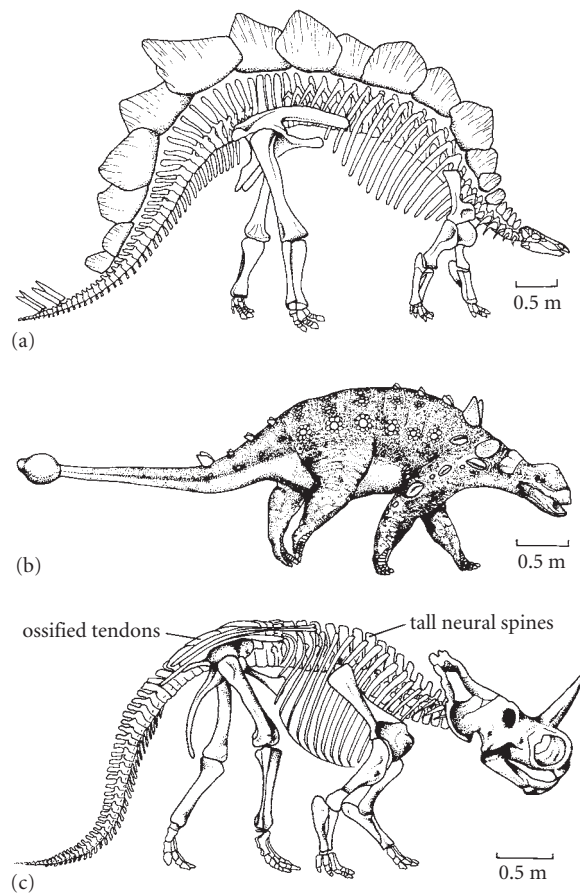 0.5 m
(a)
0.5 m
(b)
ossified tendons
tall neural spines
0.5 m
(c)